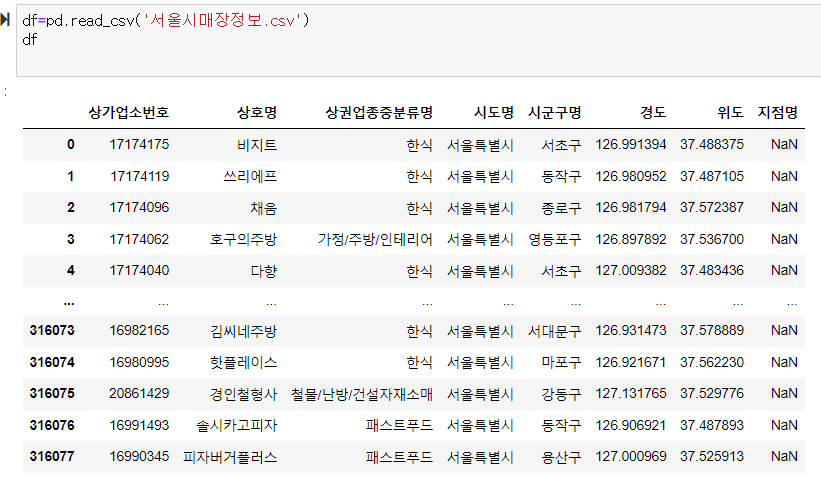 df=pd.read_csv('서울시매장정보.csv')
df
:
상가업소번호 상호명 상권업종중분류명 시도명 시군구명 경도 위도 지점명
0 17174175 비지트 한식 서울특별시 서초구 126.991394 37.488375 NaN
1 17174119 쓰리에프 한식 서울특별시 동작구 126.980952 37.487105 NaN
2 17174096 채움 한식 서울특별시 종로구 126.981794 37.572387 NaN
3 17174062 호구의주방 가정/주방/인테리어 서울특별시 영등포구 126.897892 37.536700 NaN
4 17174040 다향 한식 서울특별시 서초구 127.009382 37.483436 NaN
... ... ... ... ... ... ... ... ...
316073 16982165 김씨네주방 한식 서울특별시 서대문구 126.931473 37.578889 NaN
316074 16980995 핫플레이스 한식 서울특별시 마포구 126.921671 37.562230 NaN
316075 20861429 경인철형사 철물/난방/건설자재소매 서울특별시 강동구 127.131765 37.529776 NaN
316076 16991493 솔시카고피자 패스트푸드 서울특별시 동작구 126.906921 37.487893 NaN
316077 16990345 피자버거플러스 패스트푸드 서울특별시 용산구 127.000969 37.525913 NaN